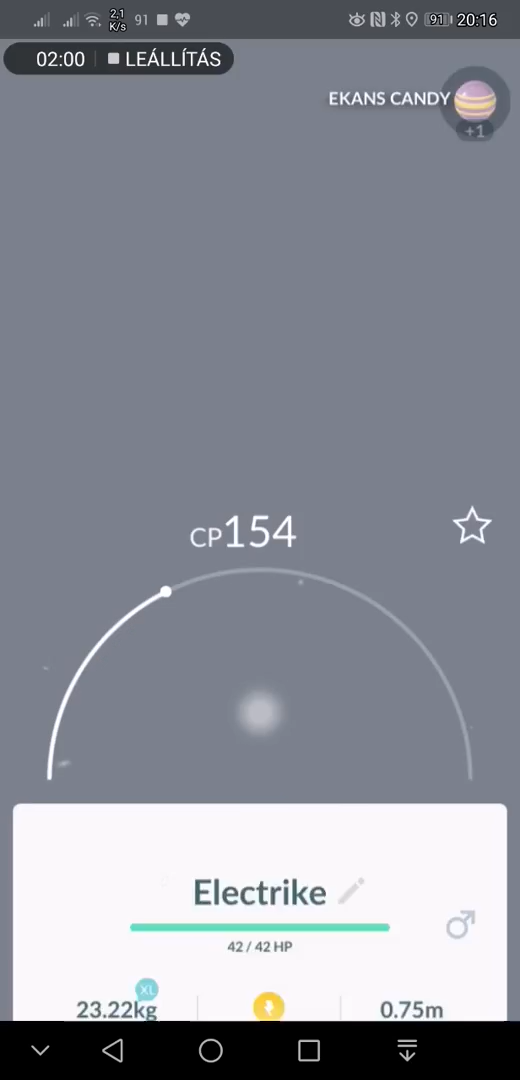 2,1 K/s 91 91 20:16
02:00 LEÁLLÍTÁS
EKANS CANDY
+1
CP154
Electrike
42 / 42 HP
XL
23.22kg 0.75m